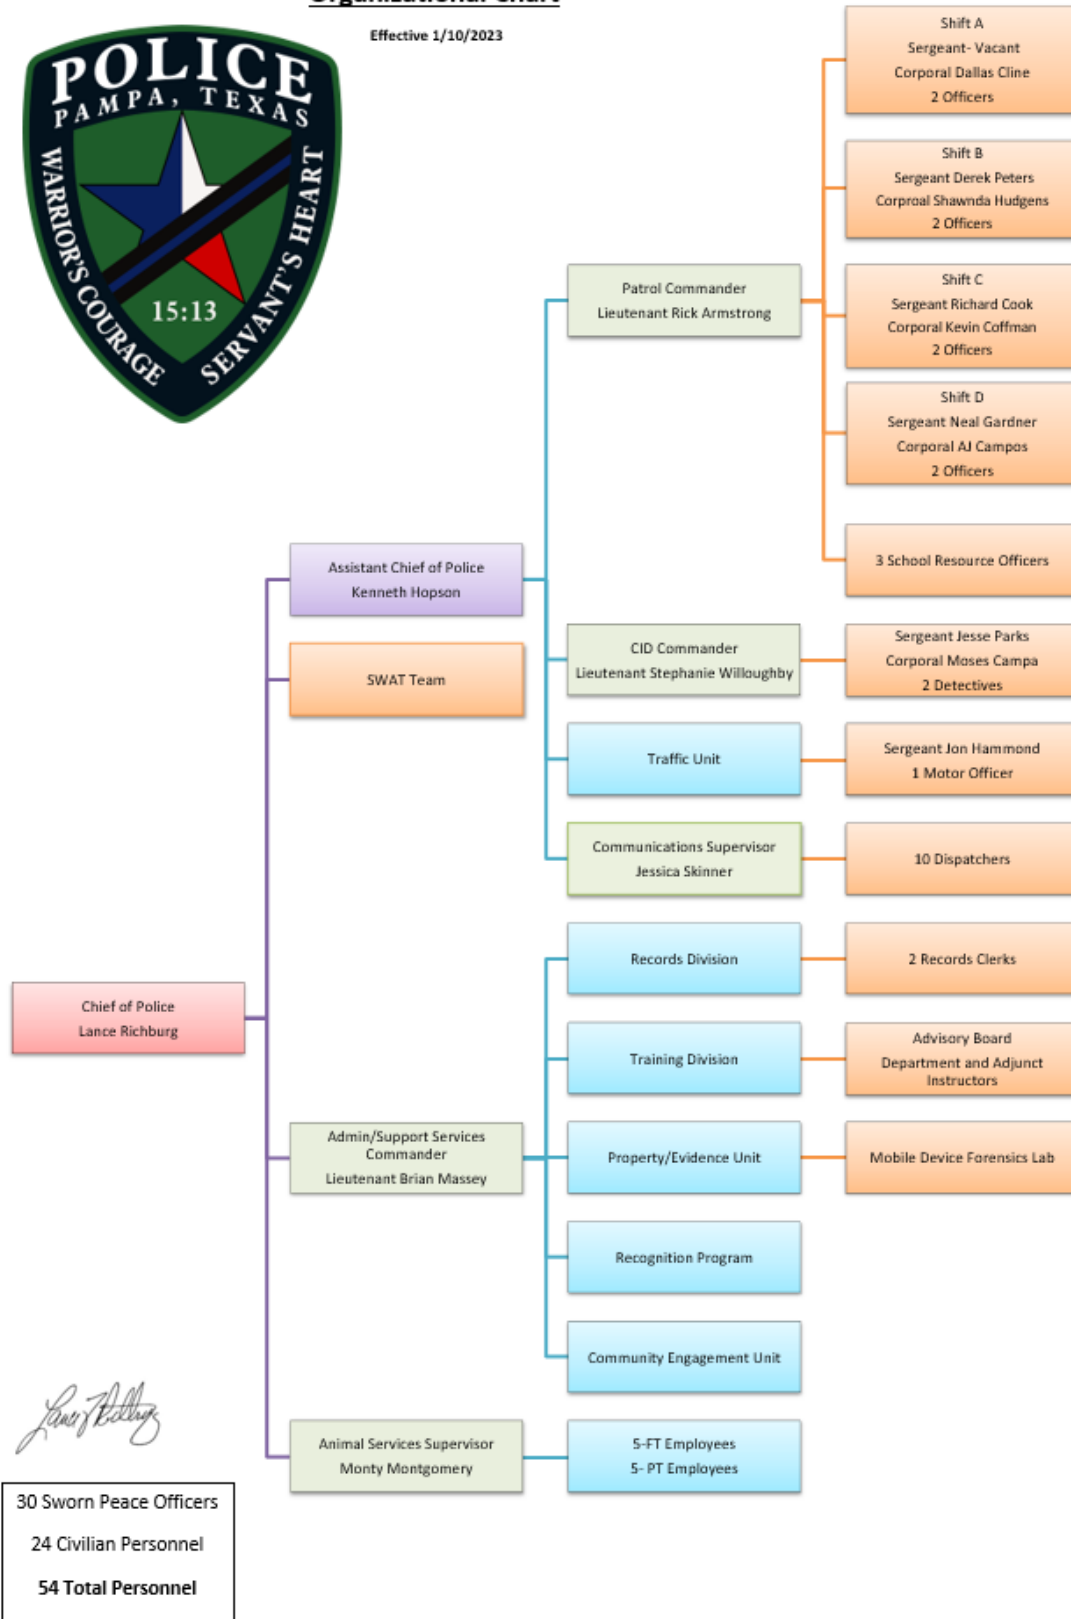 Organizational Chart
Effective 1/10/2023
POLICE
PAMPA, TEXAS
WARRIOR'S COURAGE
SERVANT'S HEART
15:13
Shift A
Sergeant- Vacant
Corporal Dallas Cline
2 Officers
Shift B
Sergeant Derek Peters
Corproal Shawnda Hudgens
2 Officers
Patrol Commander
Lieutenant Rick Armstrong
Shift C
Sergeant Richard Cook
Corporal Kevin Coffman
2 Officers
Shift D
Sergeant Neal Gardner
Corporal AJ Campos
2 Officers
3 School Resource Officers
Assistant Chief of Police
Kenneth Hopson
SWAT Team
CID Commander
Lieutenant Stephanie Willoughby
Sergeant Jesse Parks
Corporal Moses Campa
2 Detectives
Traffic Unit
Sergeant Jon Hammond
1 Motor Officer
Communications Supervisor
Jessica Skinner
10 Dispatchers
Records Division
2 Records Clerks
Chief of Police
Lance Richburg
Training Division
Advisory Board
Department and Adjunct
Instructors
Admin/Support Services
Commander
Lieutenant Brian Massey
Property/Evidence Unit
Mobile Device Forensics Lab
Recognition Program
Community Engagement Unit
Animal Services Supervisor
Monty Montgomery
5-FT Employees
5- PT Employees
30 Sworn Peace Officers
24 Civilian Personnel
54 Total Personnel